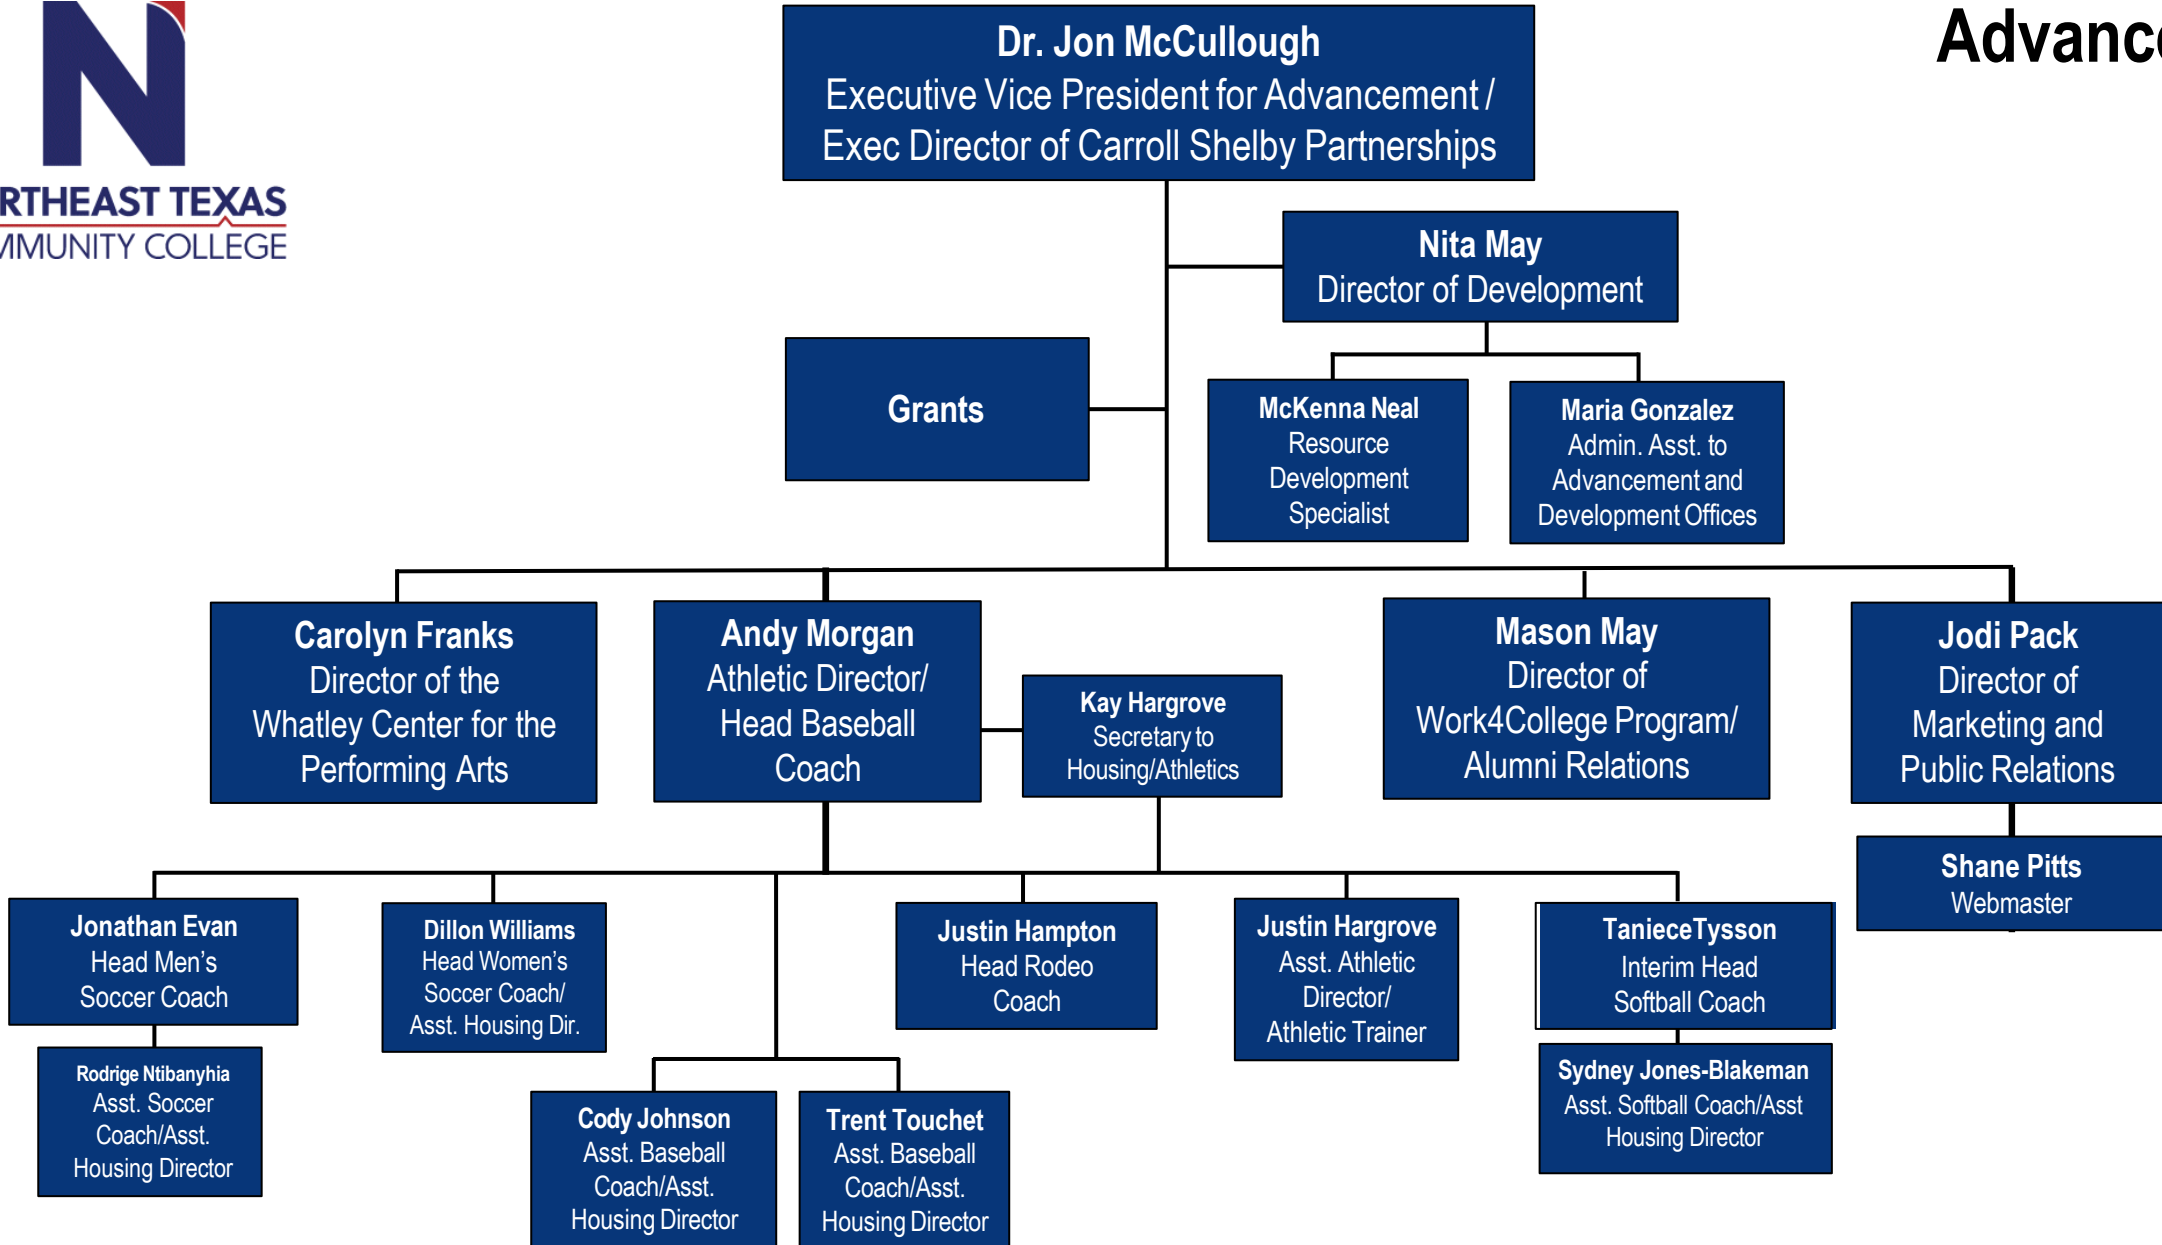 Dr. Jon McCullough
Executive Vice President for Advancement /
Exec Director of Carroll Shelby Partnerships
N
RTHEAST TEXAS
MMUNITY COLLEGE
Nita May
Director of Development
Grants
McKenna Neal
Resource
Development
Specialist
Maria Gonzalez
Admin. Asst. to
Advancement and
Development Offices
Carolyn Franks
Director of the
Whatley Center for the
Performing Arts
Andy Morgan
Athletic Director/
Head Baseball
Coach
Kay Hargrove
Secretary to
Housing/Athletics
Mason May
Director of
Work4College Program/
Alumni Relations
Jodi Pack
Director of
Marketing and
Public Relations
Shane Pitts
Webmaster
Jonathan Evan
Head Men’s
Soccer Coach
Dillon Williams
Head Women’s
Soccer Coach/
Asst. Housing Dir.
Justin Hampton
Head Rodeo
Coach
Justin Hargrove
Asst. Athletic
Director/
Athletic Trainer
TanieceTysson
Interim Head
Softball Coach
Rodrige Ntibanyhia
Asst. Soccer
Coach/Asst.
Housing Director
Cody Johnson
Asst. Baseball
Coach/Asst.
Housing Director
Trent Touchet
Asst. Baseball
Coach/Asst.
Housing Director
Sydney Jones-Blakeman
Asst. Softball Coach/Asst
Housing Director